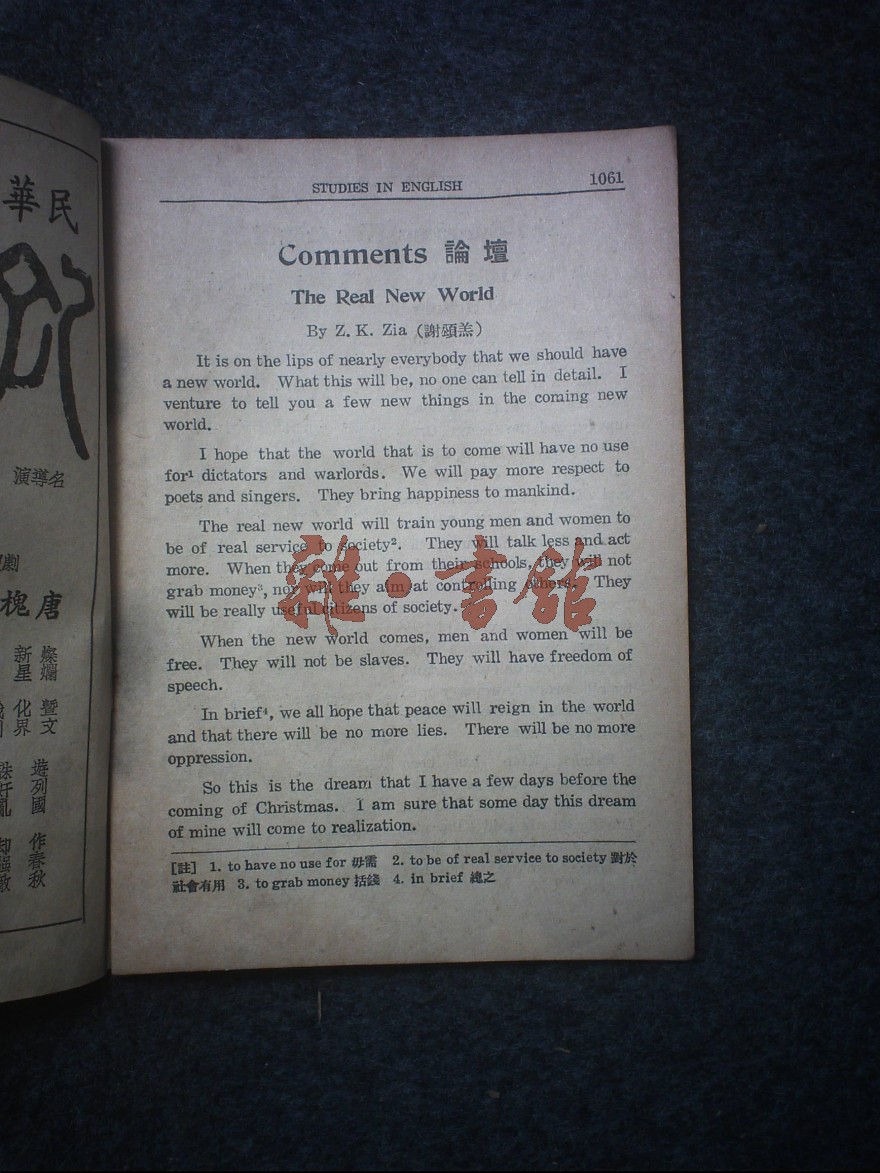 STUDIES IN ENGLISH 1061
Comments 論壇
The Real New World
By Z. K. Zia (謝頌羔)
It is on the lips of nearly everybody that we should have
a new world. What this will be, no one can tell in detail. I
venture to tell you a few new things in the coming new
world.
I hope that the world that is to come will have no use
for¹ dictators and warlords. We will pay more respect to
poets and singers. They bring happiness to mankind.
The real new world will train young men and women to
be of real service to society². They will talk less and act
more. When they come out from their schools, they will not
grab money³, nor will they aim at controlling others. They
will be really useful citizens of society.
When the new world comes, men and women will be
free. They will not be slaves. They will have freedom of
speech.
In brief⁴, we all hope that peace will reign in the world
and that there will be no more lies. There will be no more
oppression.
So this is the dream that I have a few days before the
coming of Christmas. I am sure that some day this dream
of mine will come to realization.
[註] 1. to have no use for 毋需 2. to be of real service to society 對於
社會有用 3. to grab money 括錢 4. in brief 總之
雜·書館
民華
名導演
劇
唐槐
燦爛
新星
暨文
化界
遊列國
作春秋